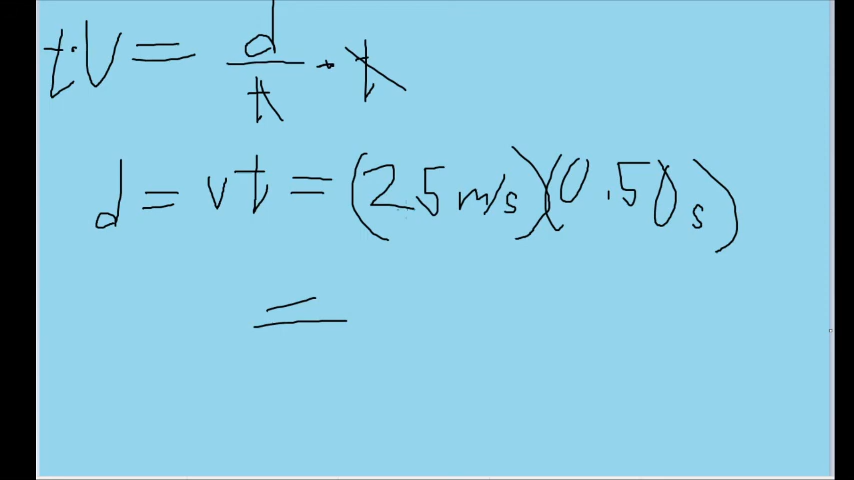 t·V = d/t · t
d = vt = (25 m/s)(0.50 s)
=